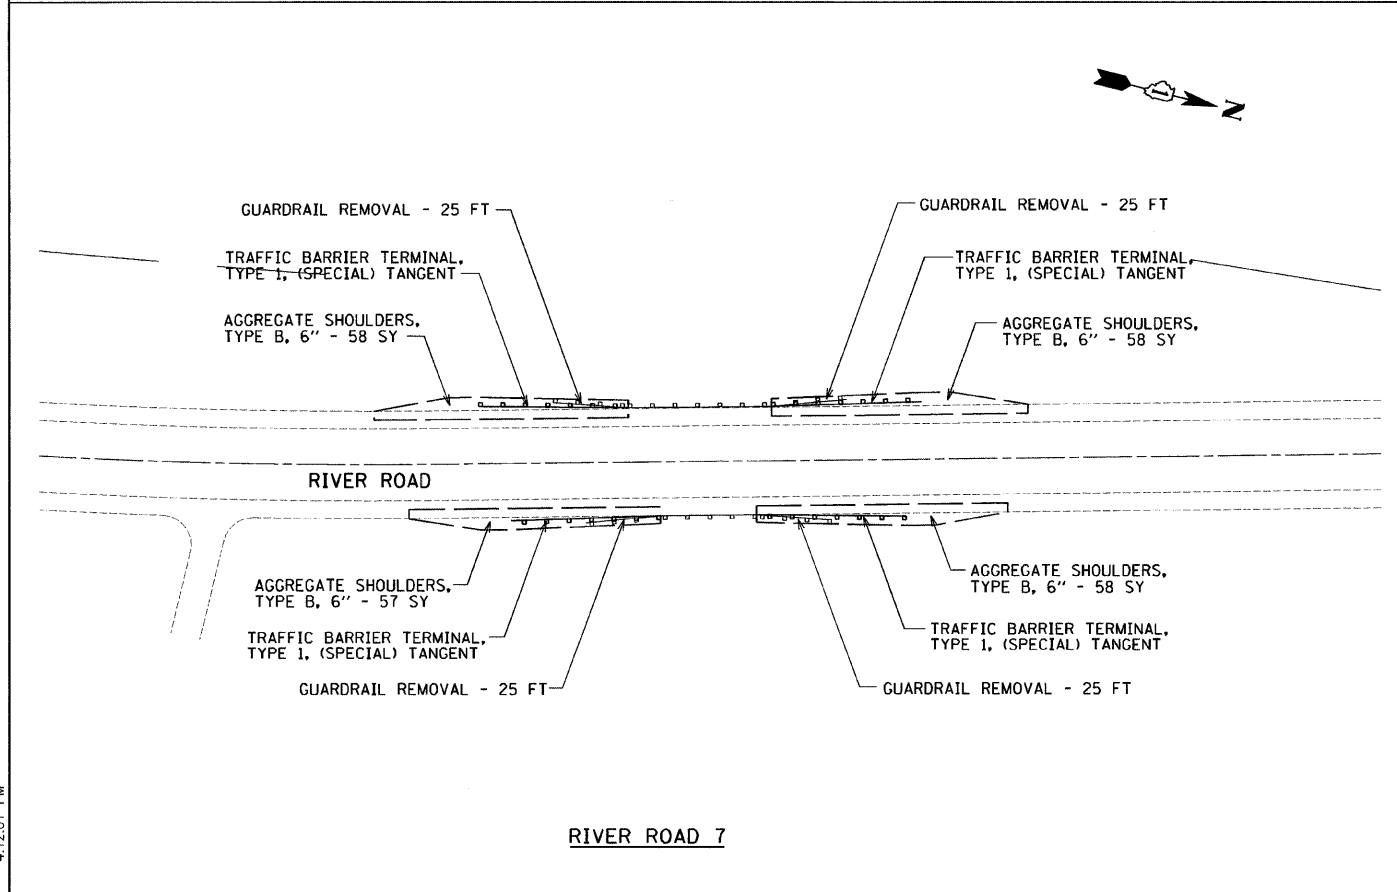 N
GUARDRAIL REMOVAL - 25 FT
GUARDRAIL REMOVAL - 25 FT
TRAFFIC BARRIER TERMINAL,
TYPE 1, (SPECIAL) TANGENT
TRAFFIC BARRIER TERMINAL,
TYPE 1, (SPECIAL) TANGENT
AGGREGATE SHOULDERS,
TYPE B, 6" - 58 SY
AGGREGATE SHOULDERS,
TYPE B, 6" - 58 SY
RIVER ROAD
AGGREGATE SHOULDERS,
TYPE B, 6" - 57 SY
AGGREGATE SHOULDERS,
TYPE B, 6" - 58 SY
TRAFFIC BARRIER TERMINAL,
TYPE 1, (SPECIAL) TANGENT
TRAFFIC BARRIER TERMINAL,
TYPE 1, (SPECIAL) TANGENT
GUARDRAIL REMOVAL - 25 FT
GUARDRAIL REMOVAL - 25 FT
RIVER ROAD 7